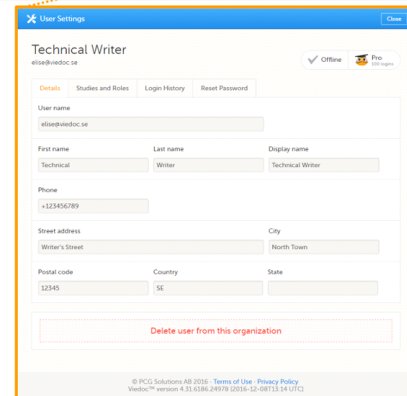 User Settings
Close
Technical Writer
elise@viedoc.se
Offline
Pro
100 logins
Details Studies and Roles Login History Reset Password
User name
elise@viedoc.se
First name Last name Display name
Technical Writer Technical Writer
Phone
+123456789
Street address City
Writer's Street North Town
Postal code Country State
12345 SE
Delete user from this organization
© PCG Solutions AB 2016 - Terms of Use - Privacy Policy
Viedoc™ version 4.31.6186.24978 (2016-12-08T13:14 UTC)